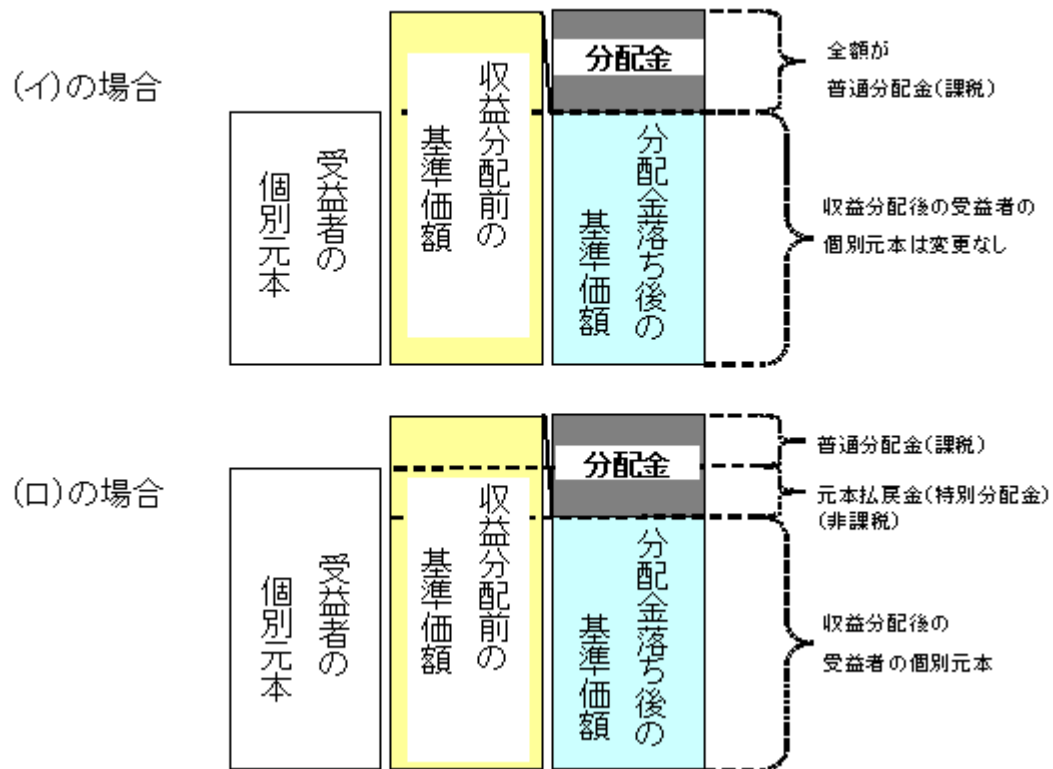 (イ)の場合
受益者の
個別元本
収益分配前の
基準価額
分配金
分配金落ち後の
基準価額
全額が
普通分配金(課税)
収益分配後の受益者の
個別元本は変更なし
(ロ)の場合
受益者の
個別元本
収益分配前の
基準価額
分配金
分配金落ち後の
基準価額
普通分配金(課税)
元本払戻金(特別分配金)
(非課税)
収益分配後の
受益者の個別元本